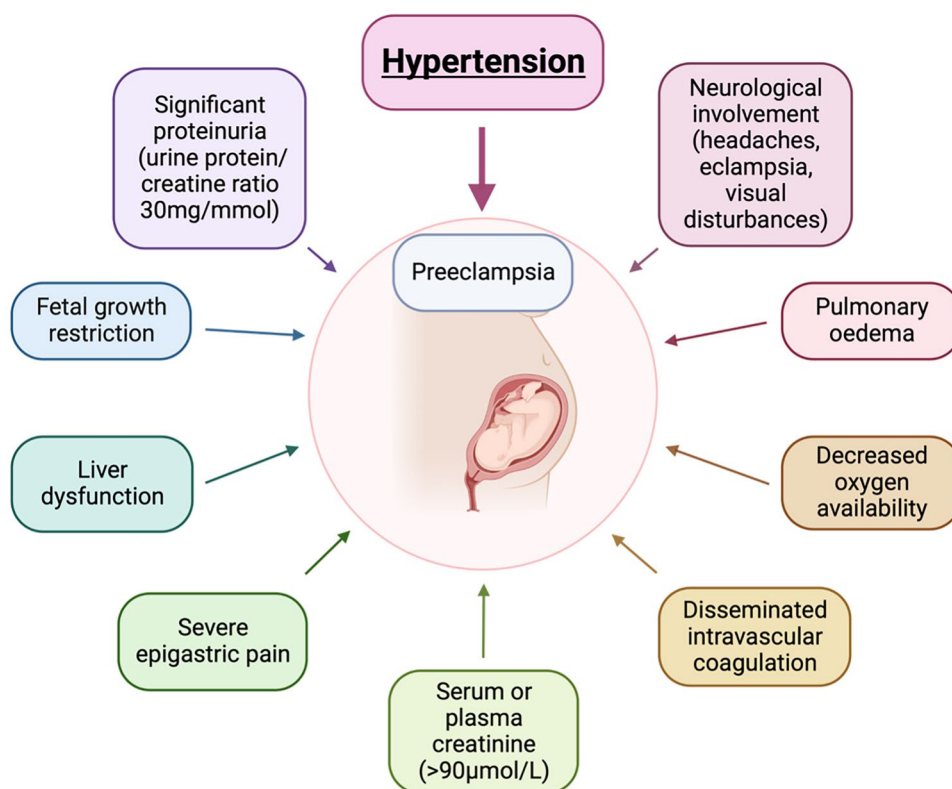 Hypertension
Significant
proteinuria
(urine protein/
creatine ratio
30mg/mmol)
Neurological
involvement
(headaches,
eclampsia,
visual
disturbances)
Preeclampsia
Fetal growth
restriction
Pulmonary
oedema
Liver
dysfunction
Decreased
oxygen
availability
Severe
epigastric pain
Disseminated
intravascular
coagulation
Serum or
plasma
creatinine
(>90μmol/L)